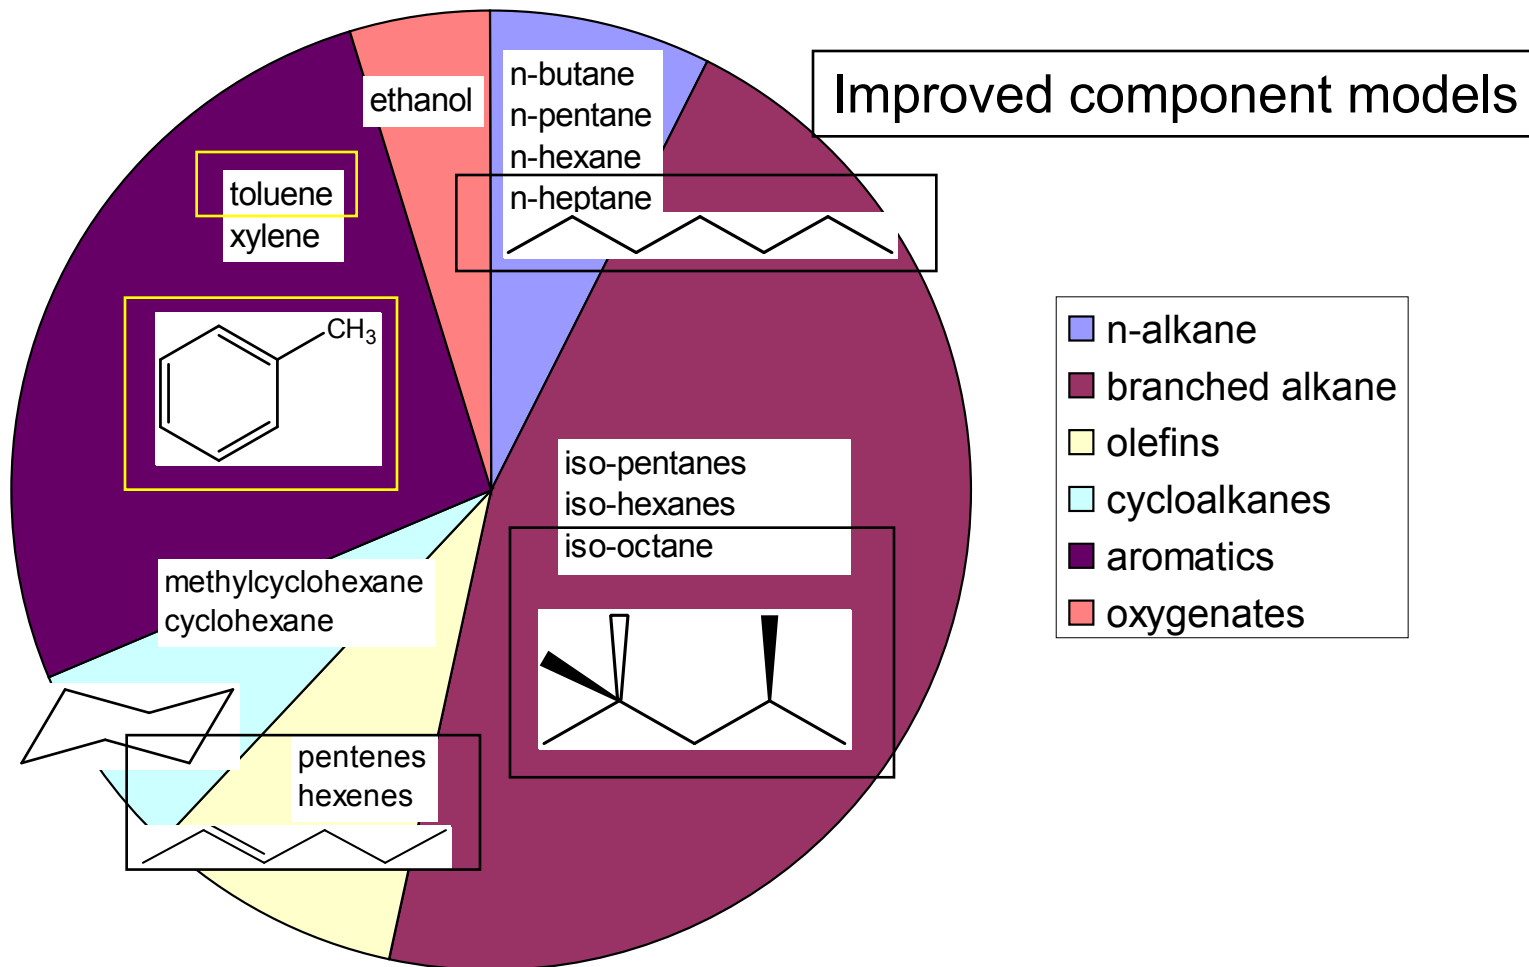 Improved component models
ethanol
n-butane
n-pentane
n-hexane
n-heptane
toluene
xylene
CH₃
iso-pentanes
iso-hexanes
iso-octane
methylcyclohexane
cyclohexane
pentenes
hexenes
n-alkane
branched alkane
olefins
cycloalkanes
aromatics
oxygenates